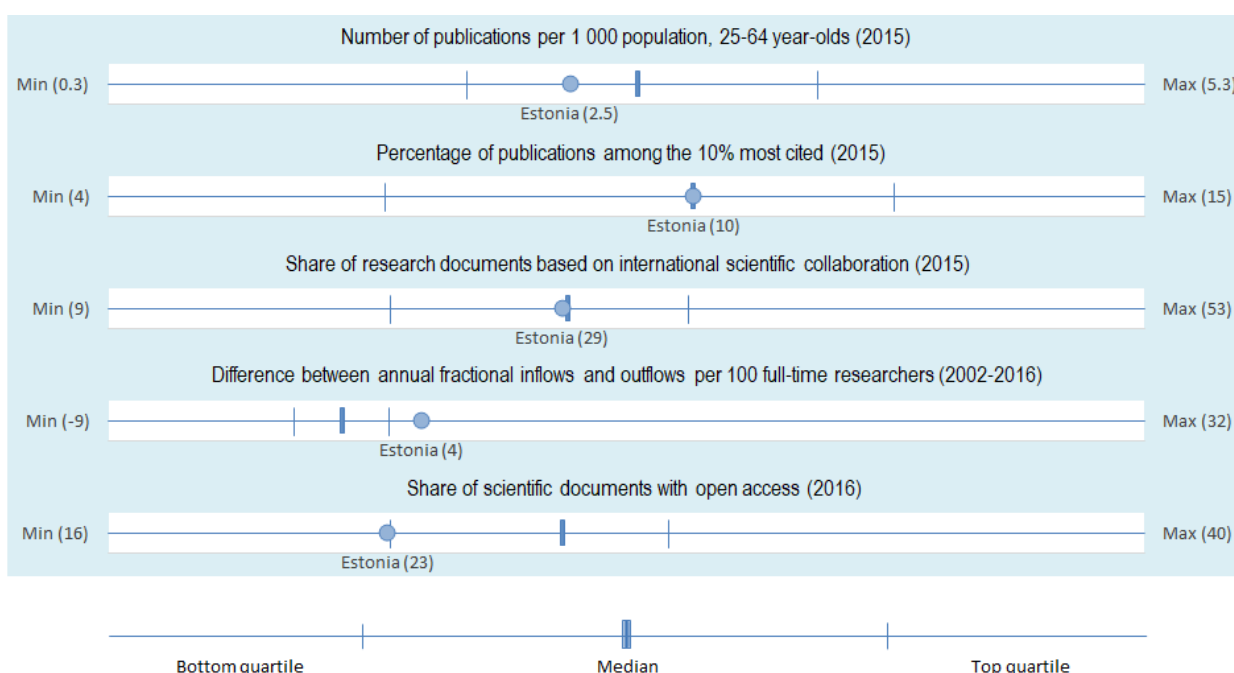 Number of publications per 1 000 population, 25-64 year-olds (2015)
Min (0.3)
Max (5.3)
Estonia (2.5)
Percentage of publications among the 10% most cited (2015)
Min (4)
Max (15)
Estonia (10)
Share of research documents based on international scientific collaboration (2015)
Min (9)
Max (53)
Estonia (29)
Difference between annual fractional inflows and outflows per 100 full-time researchers (2002-2016)
Min (-9)
Max (32)
Estonia (4)
Share of scientific documents with open access (2016)
Min (16)
Max (40)
Estonia (23)
Bottom quartile
Median
Top quartile